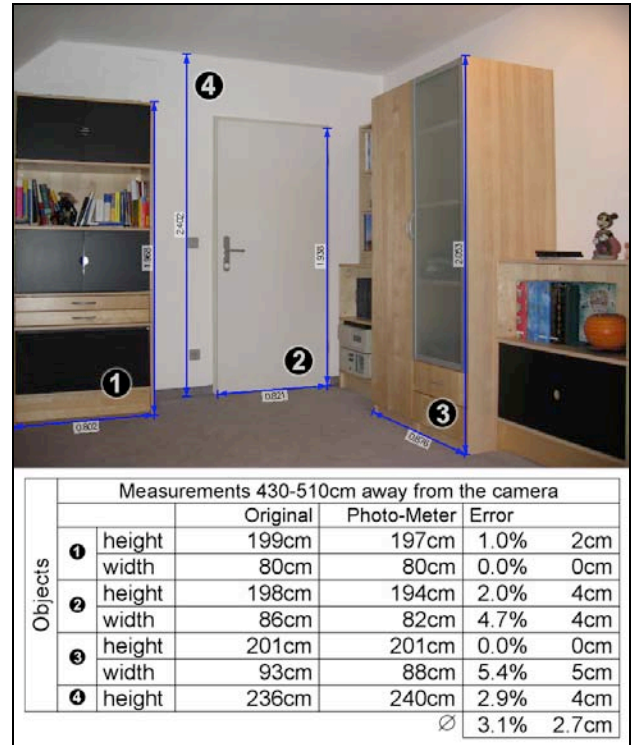 4
1.968
2.402
1.938
1
2
0.802
0.821
3
0.876
Measurements 430-510cm away from the camera
Original Photo-Meter Error
Objects
1 height 199cm 197cm 1.0% 2cm
width 80cm 80cm 0.0% 0cm
2 height 198cm 194cm 2.0% 4cm
width 86cm 82cm 4.7% 4cm
3 height 201cm 201cm 0.0% 0cm
width 93cm 88cm 5.4% 5cm
4 height 236cm 240cm 2.9% 4cm
Ø 3.1% 2.7cm